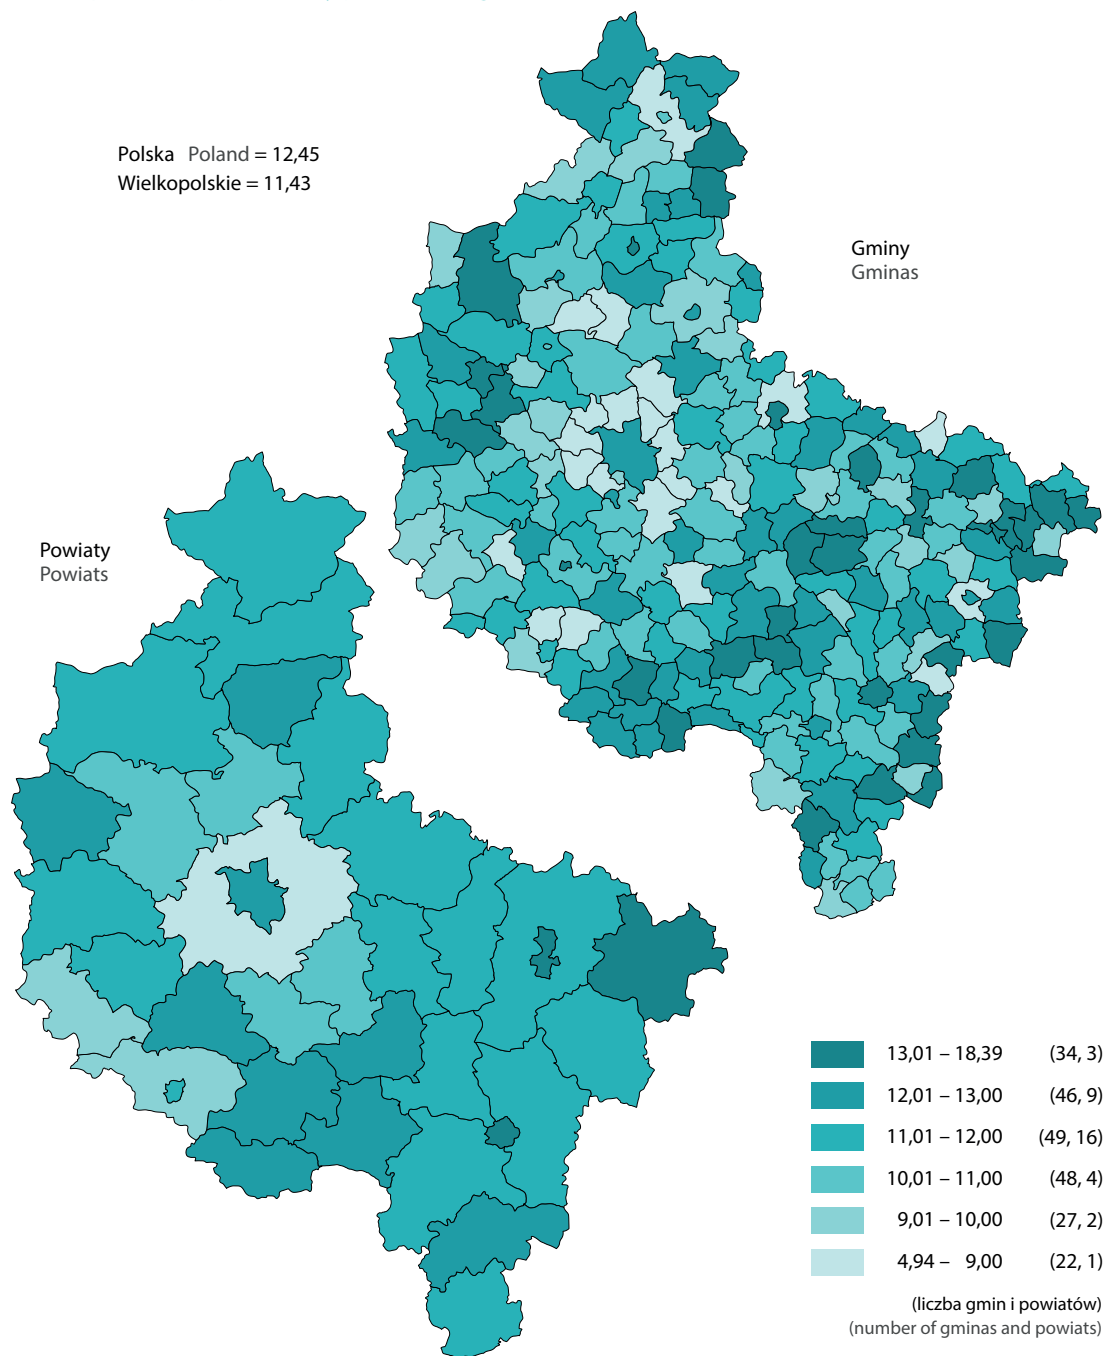 Polska Poland = 12,45
Wielkopolskie = 11,43
Gminy
Gminas
Powiaty
Powiats
13,01 – 18,39 (34, 3)
12,01 – 13,00 (46, 9)
11,01 – 12,00 (49, 16)
10,01 – 11,00 (48, 4)
9,01 – 10,00 (27, 2)
4,94 – 9,00 (22, 1)
(liczba gmin i powiatów)
(number of gminas and powiats)